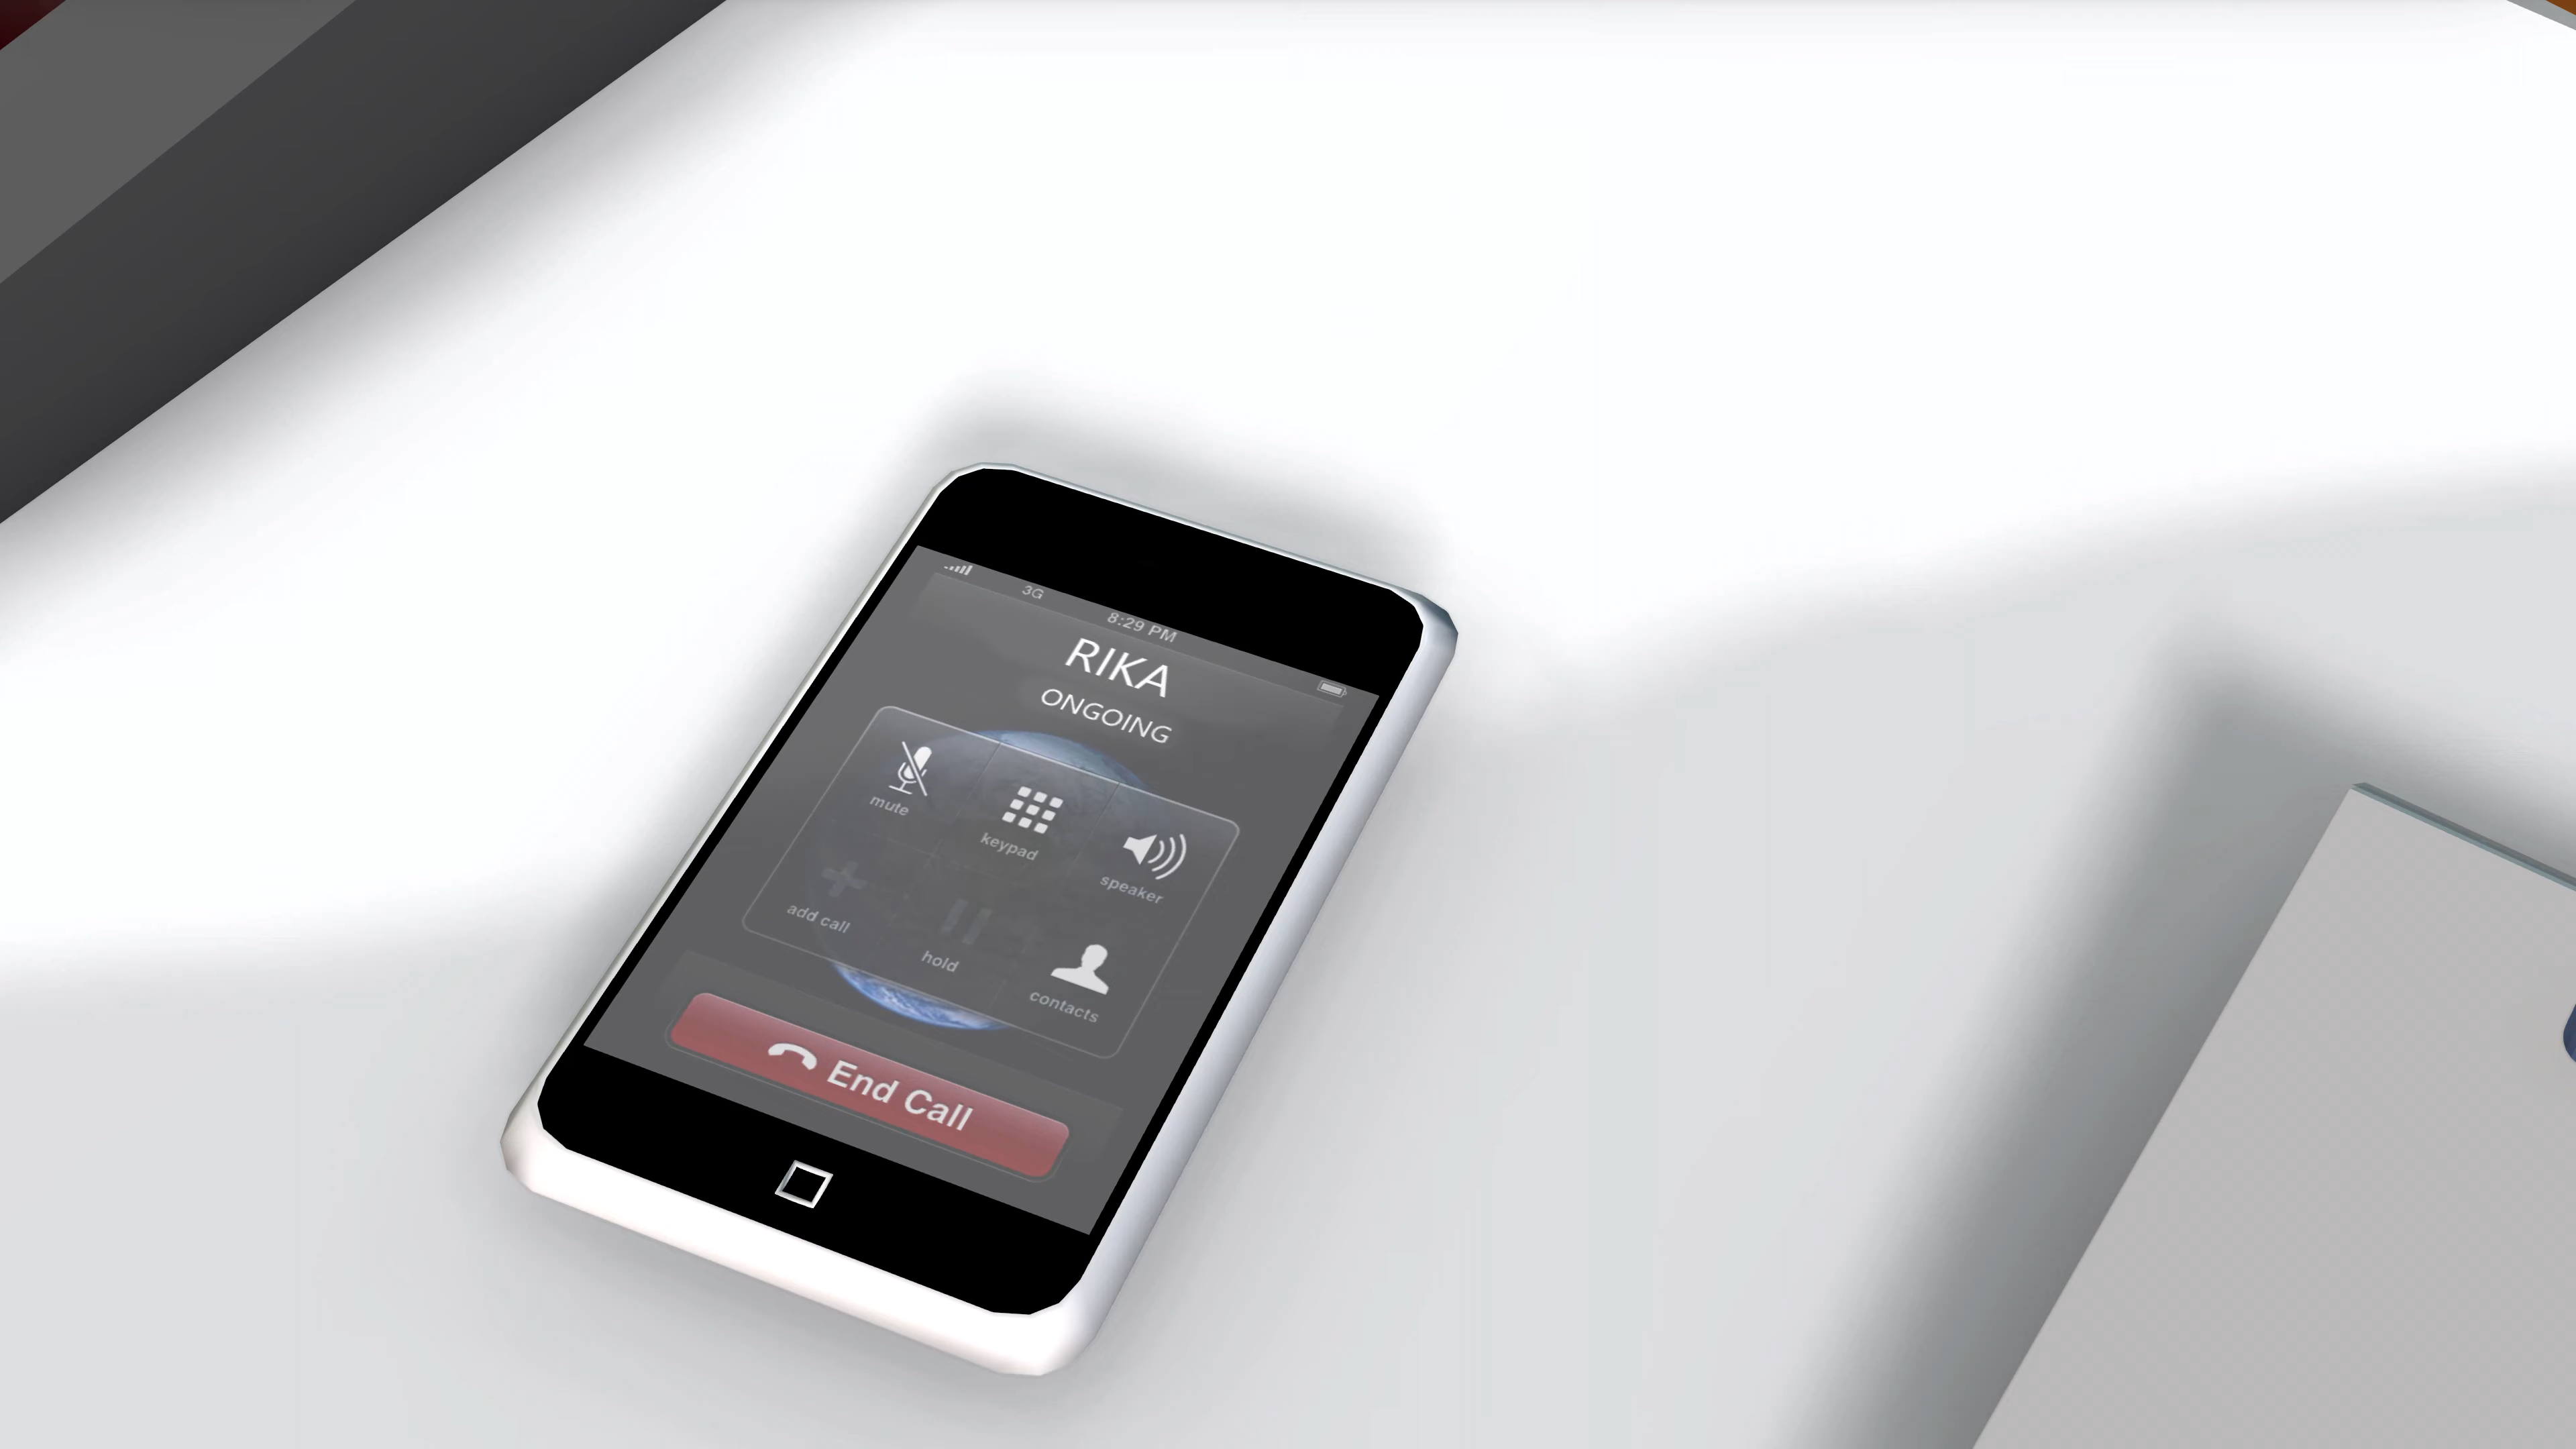 3G
8:29 PM
RIKA
ONGOING
mute
keypad
speaker
add call
hold
contacts
End Call